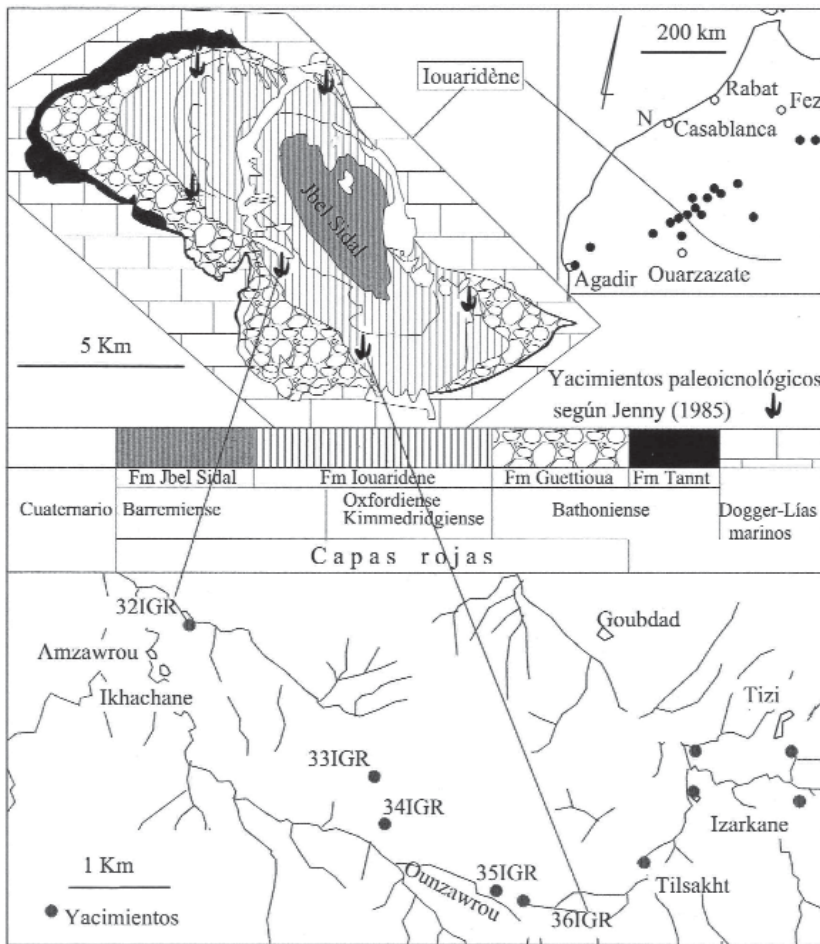 200 km
Iouaridène
Rabat
Fez
N
Casablanca
Jbel Sidal
Agadir
Ouarzazate
5 Km
Yacimientos paleoicnológicos
según Jenny (1985)
Fm Jbel Sidal
Fm Iouaridène
Fm Guettioua
Fm Tannt
Cuaternario
Barremiense
Oxfordiense
Kimmedridgiense
Bathoniense
Dogger-Lías
marinos
Capas rojas
32IGR
Goubdad
Amzawrou
Ikhachane
Tizi
33IGR
34IGR
Izarkane
1 Km
35IGR
Tilsakht
Ounzawrou
36IGR
Yacimientos